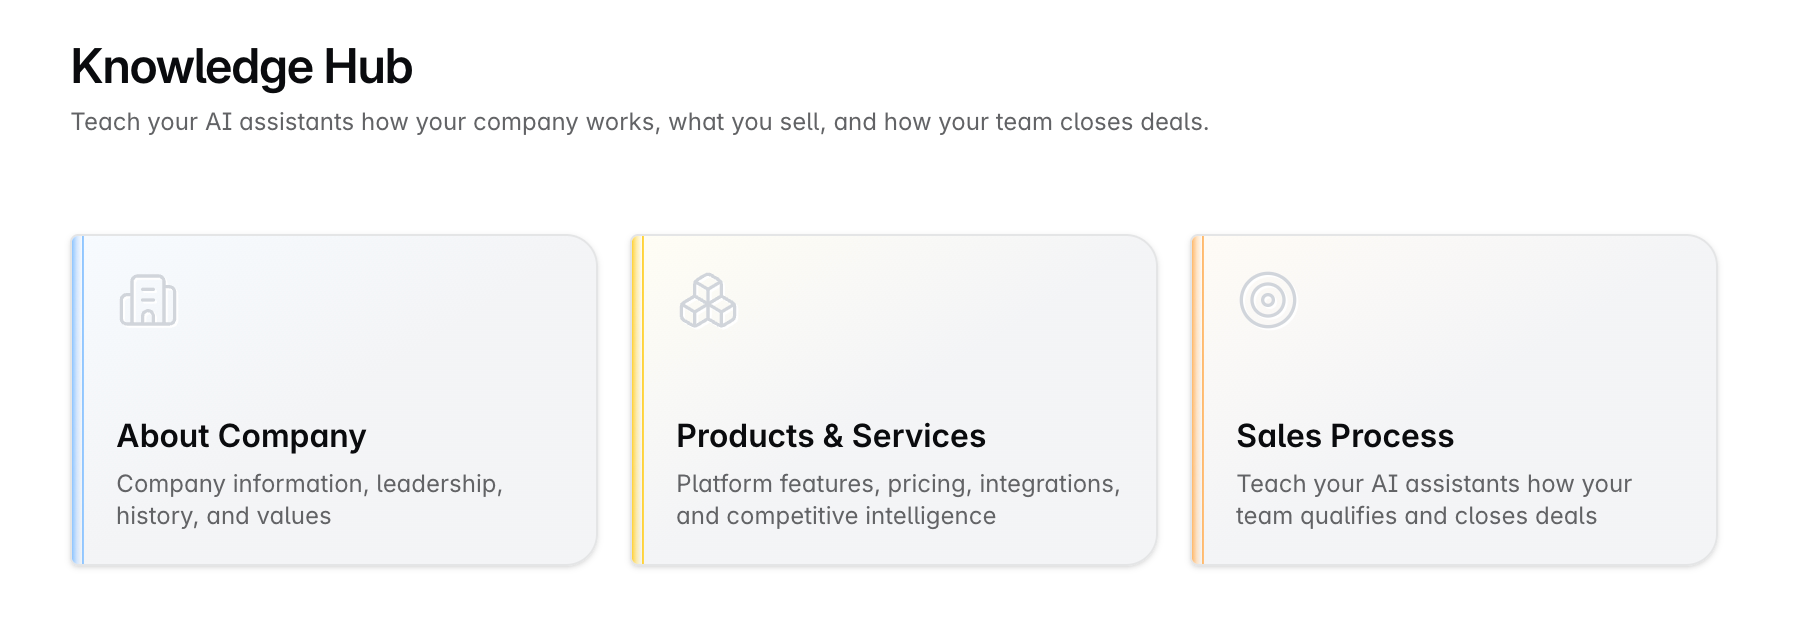 Knowledge Hub
Teach your AI assistants how your company works, what you sell, and how your team closes deals.
About Company
Company information, leadership,
history, and values
Products & Services
Platform features, pricing, integrations,
and competitive intelligence
Sales Process
Teach your AI assistants how your
team qualifies and closes deals